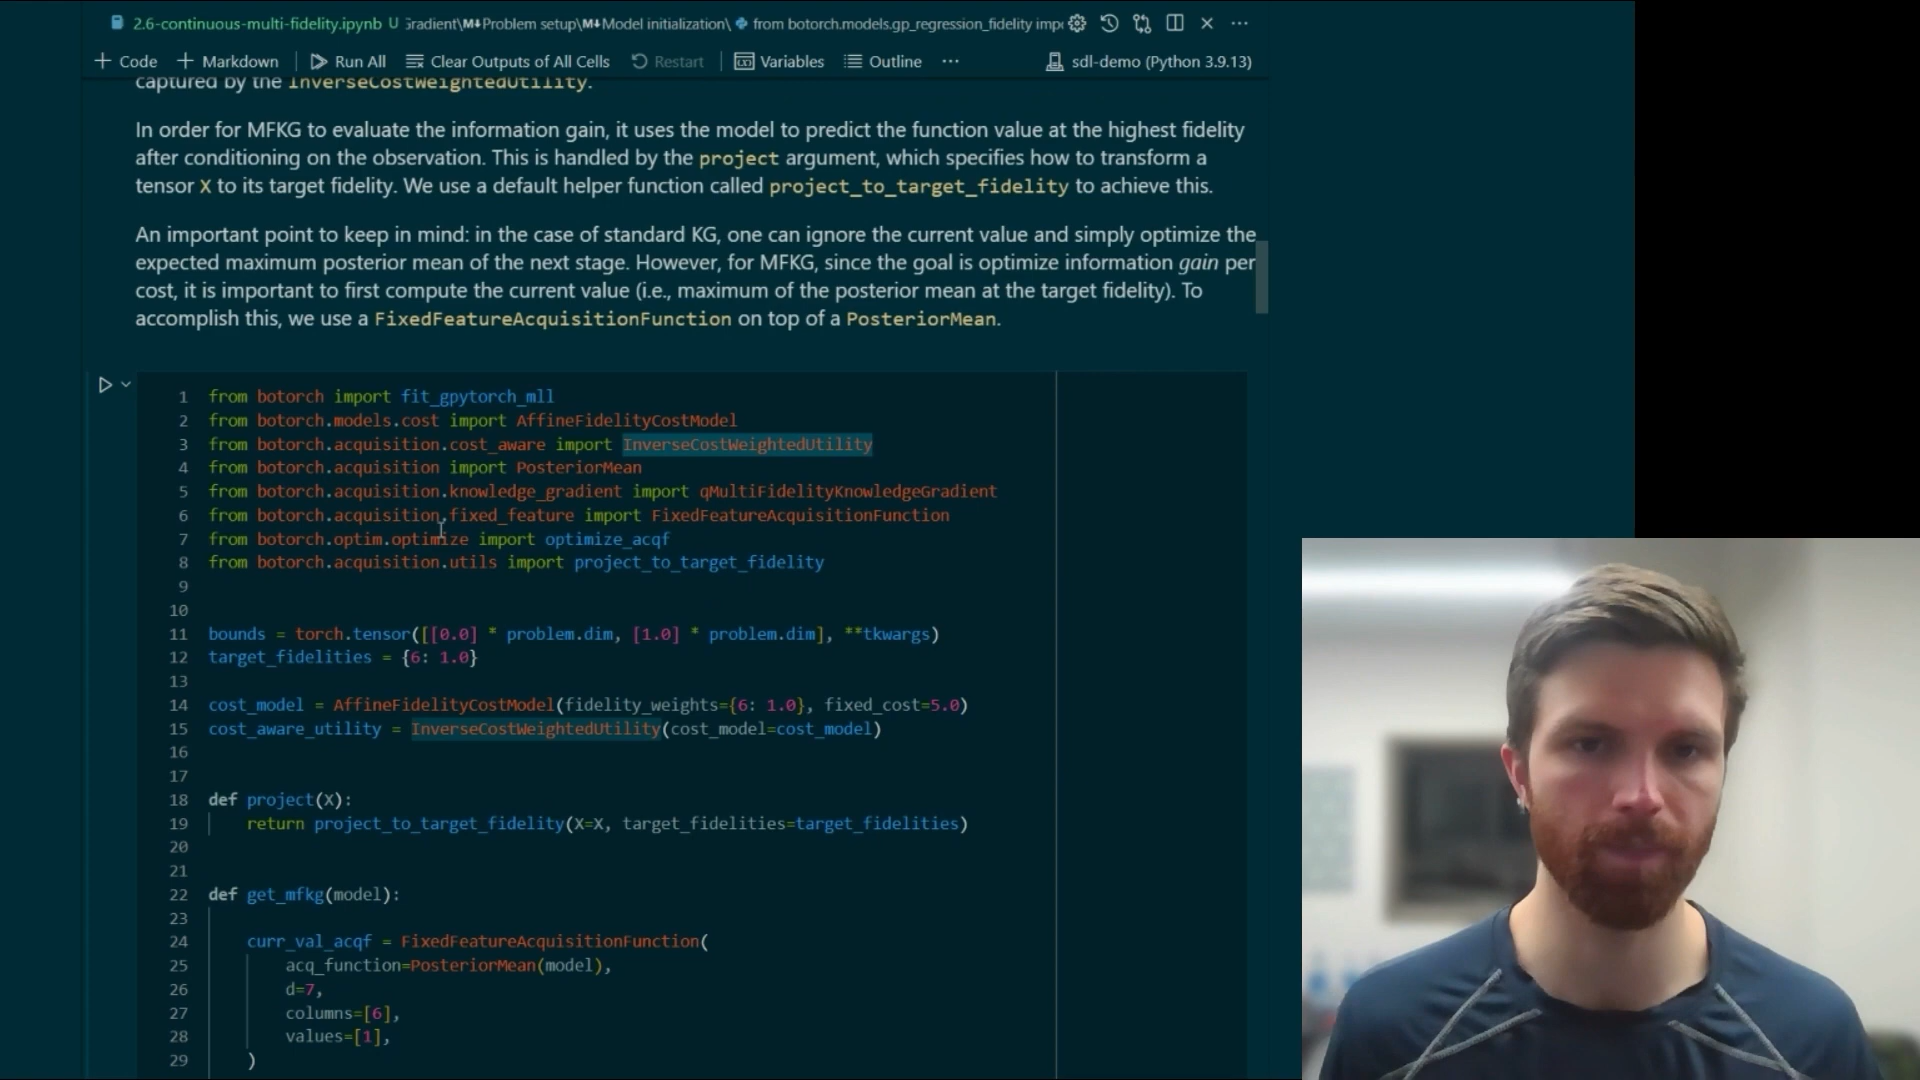 2.6-continuous-multi-fidelity.ipynb U Gradient\M↓Problem setup\M↓Model initialization\ from botorch.models.gp_regression_fidelity impo
+ Code + Markdown Run All Clear Outputs of All Cells Restart Variables Outline ··· sdl-demo (Python 3.9.13)
captured by the InverseCostWeightedUtility.
In order for MFKG to evaluate the information gain, it uses the model to predict the function value at the highest fidelity
after conditioning on the observation. This is handled by the project argument, which specifies how to transform a
tensor X to its target fidelity. We use a default helper function called project_to_target_fidelity to achieve this.
An important point to keep in mind: in the case of standard KG, one can ignore the current value and simply optimize the
expected maximum posterior mean of the next stage. However, for MFKG, since the goal is optimize information gain per
cost, it is important to first compute the current value (i.e., maximum of the posterior mean at the target fidelity). To
accomplish this, we use a FixedFeatureAcquisitionFunction on top of a PosteriorMean.
1 from botorch import fit_gpytorch_mll
2 from botorch.models.cost import AffineFidelityCostModel
3 from botorch.acquisition.cost_aware import InverseCostWeightedUtility
4 from botorch.acquisition import PosteriorMean
5 from botorch.acquisition.knowledge_gradient import qMultiFidelityKnowledgeGradient
6 from botorch.acquisition.fixed_feature import FixedFeatureAcquisitionFunction
7 from botorch.optim.optimize import optimize_acqf
8 from botorch.acquisition.utils import project_to_target_fidelity
9
10
11 bounds = torch.tensor([[0.0] * problem.dim, [1.0] * problem.dim], **tkwargs)
12 target_fidelities = {6: 1.0}
13
14 cost_model = AffineFidelityCostModel(fidelity_weights={6: 1.0}, fixed_cost=5.0)
15 cost_aware_utility = InverseCostWeightedUtility(cost_model=cost_model)
16
17
18 def project(X):
19 return project_to_target_fidelity(X=X, target_fidelities=target_fidelities)
20
21
22 def get_mfkg(model):
23
24 curr_val_acqf = FixedFeatureAcquisitionFunction(
25 acq_function=PosteriorMean(model),
26 d=7,
27 columns=[6],
28 values=[1],
29 )